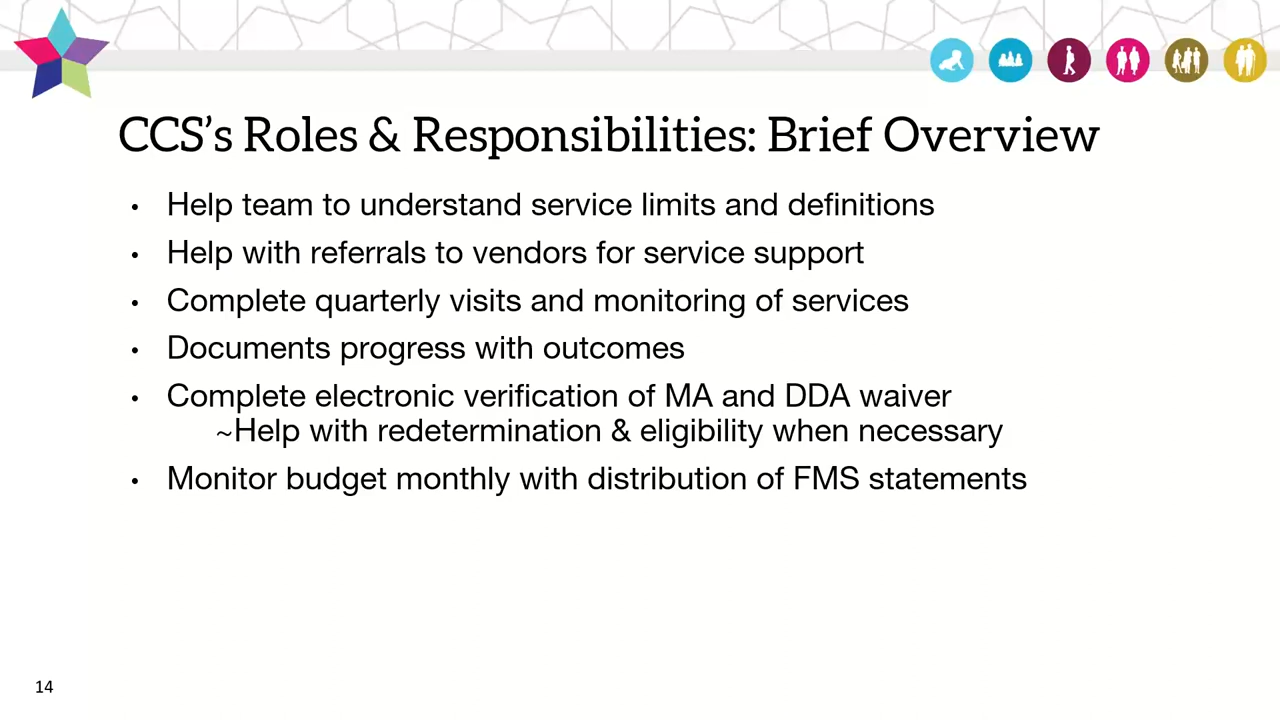 CCS's Roles & Responsibilities: Brief Overview
• Help team to understand service limits and definitions
• Help with referrals to vendors for service support
• Complete quarterly visits and monitoring of services
• Documents progress with outcomes
• Complete electronic verification of MA and DDA waiver
~Help with redetermination & eligibility when necessary
• Monitor budget monthly with distribution of FMS statements
14